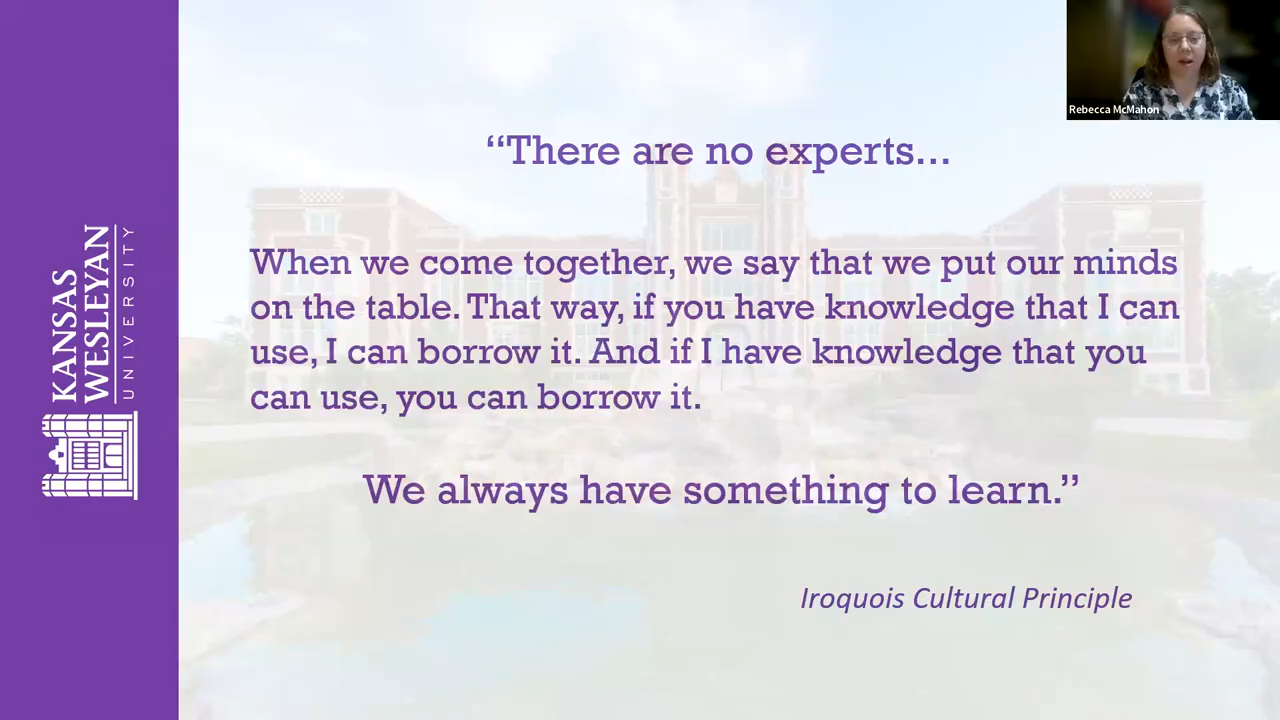 Rebecca McMahon
“There are no experts...
When we come together, we say that we put our minds
on the table. That way, if you have knowledge that I can
use, I can borrow it. And if I have knowledge that you
can use, you can borrow it.
We always have something to learn.”
Iroquois Cultural Principle
KANSAS
WESLEYAN
UNIVERSITY